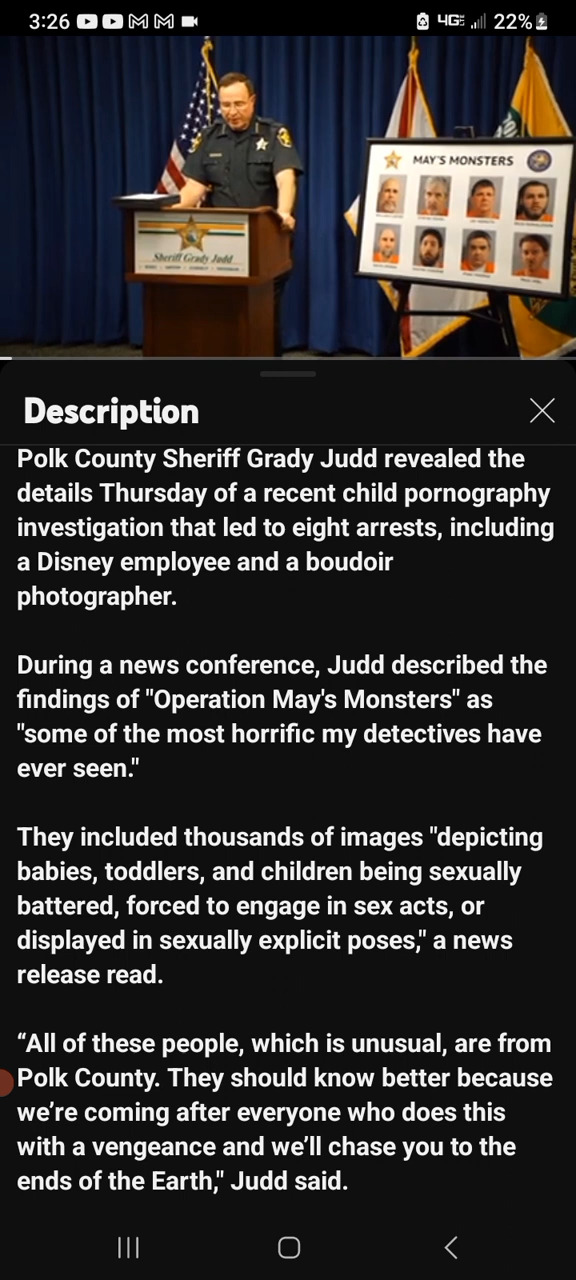 3:26
4GE 22%
MAY'S MONSTERS
Sheriff Grady Judd
Description
Polk County Sheriff Grady Judd revealed the
details Thursday of a recent child pornography
investigation that led to eight arrests, including
a Disney employee and a boudoir
photographer.
During a news conference, Judd described the
findings of "Operation May's Monsters" as
"some of the most horrific my detectives have
ever seen."
They included thousands of images "depicting
babies, toddlers, and children being sexually
battered, forced to engage in sex acts, or
displayed in sexually explicit poses," a news
release read.
“All of these people, which is unusual, are from
Polk County. They should know better because
we’re coming after everyone who does this
with a vengeance and we’ll chase you to the
ends of the Earth," Judd said.